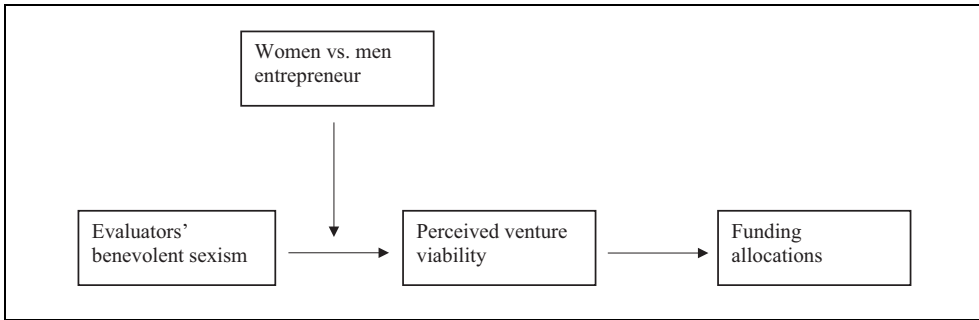 Women vs. men
entrepreneur
Evaluators’
benevolent sexism
Perceived venture
viability
Funding
allocations